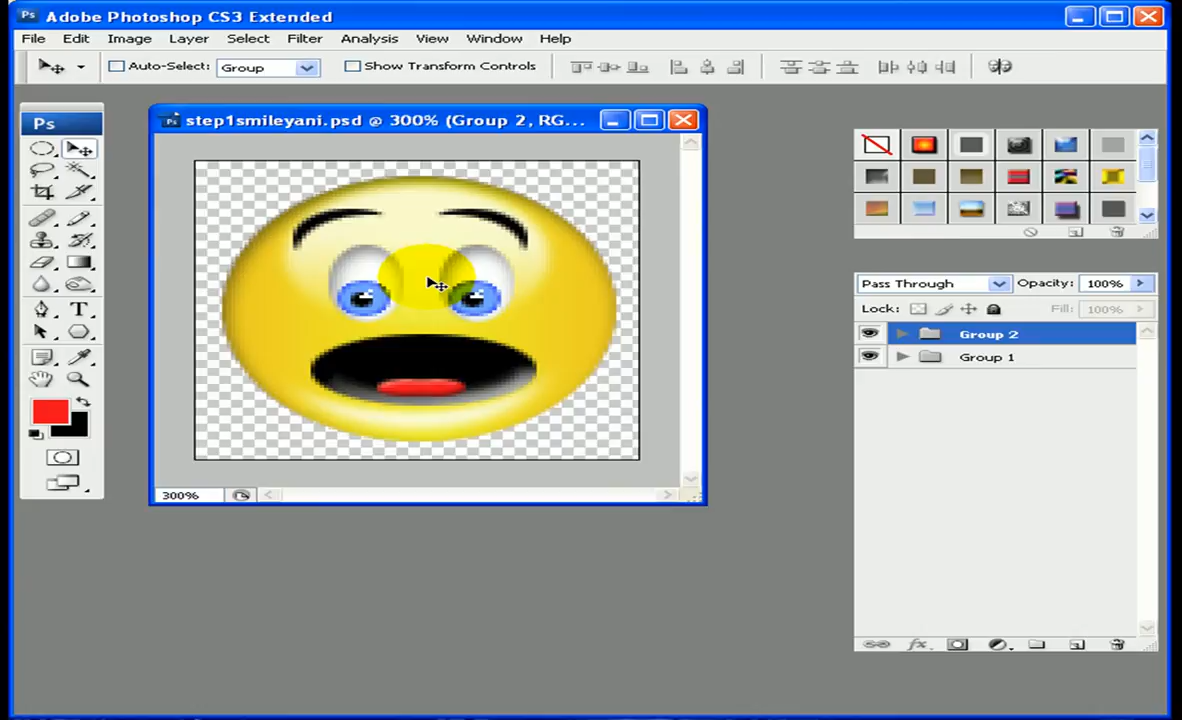 Ps Adobe Photoshop CS3 Extended
File Edit Image Layer Select Filter Analysis View Window Help
Auto-Select: Group Show Transform Controls
Ps
step1smileyani.psd @ 300% (Group 2, RG...
T
Pass Through Opacity: 100%
Lock: Fill: 100%
Group 2
Group 1
300%
fx